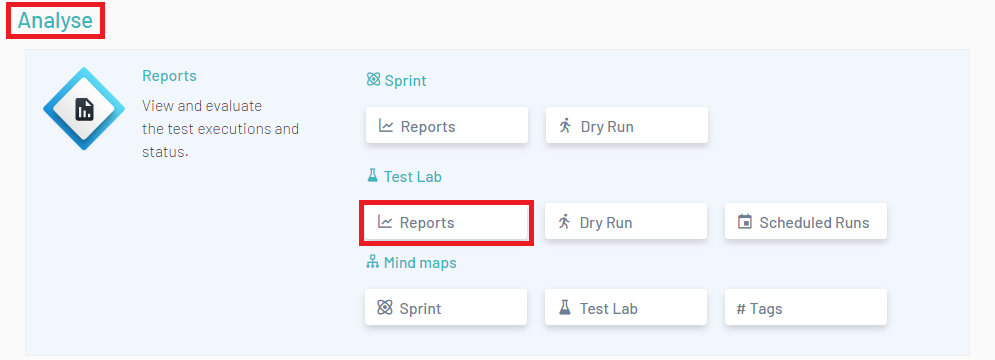 Analyse
Reports
View and evaluate
the test executions and
status.
Sprint
Reports
Dry Run
Test Lab
Reports
Dry Run
Scheduled Runs
Mind maps
Sprint
Test Lab
# Tags